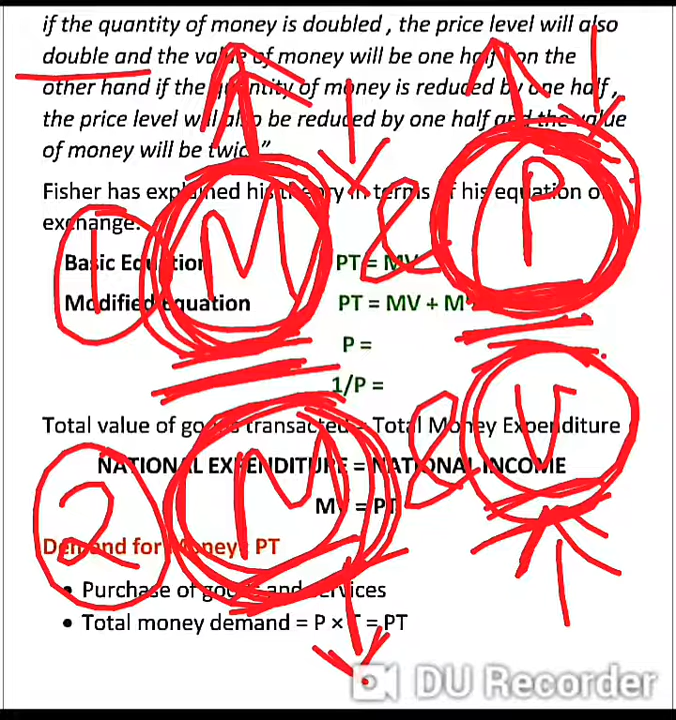 if the quantity of money is doubled , the price level will also
double and the value of money will be one half on the
other hand if the quantity of money is reduced by one half ,
the price level will also be reduced by one half and the value
of money will be twice”
Fisher has explained his theory in terms of his equation of
exchange.
Basic Equation PT = MV
Modified Equation PT = MV + M
P =
1/P =
Total value of goods transacted = Total Money Expenditure
NATIONAL EXPENDITURE = NATIONAL INCOME
MV = PT
Demand for Money: PT
• Purchase of goods and services
• Total money demand = P × T = PT
1 M & P
2 M & V
DU Recorder